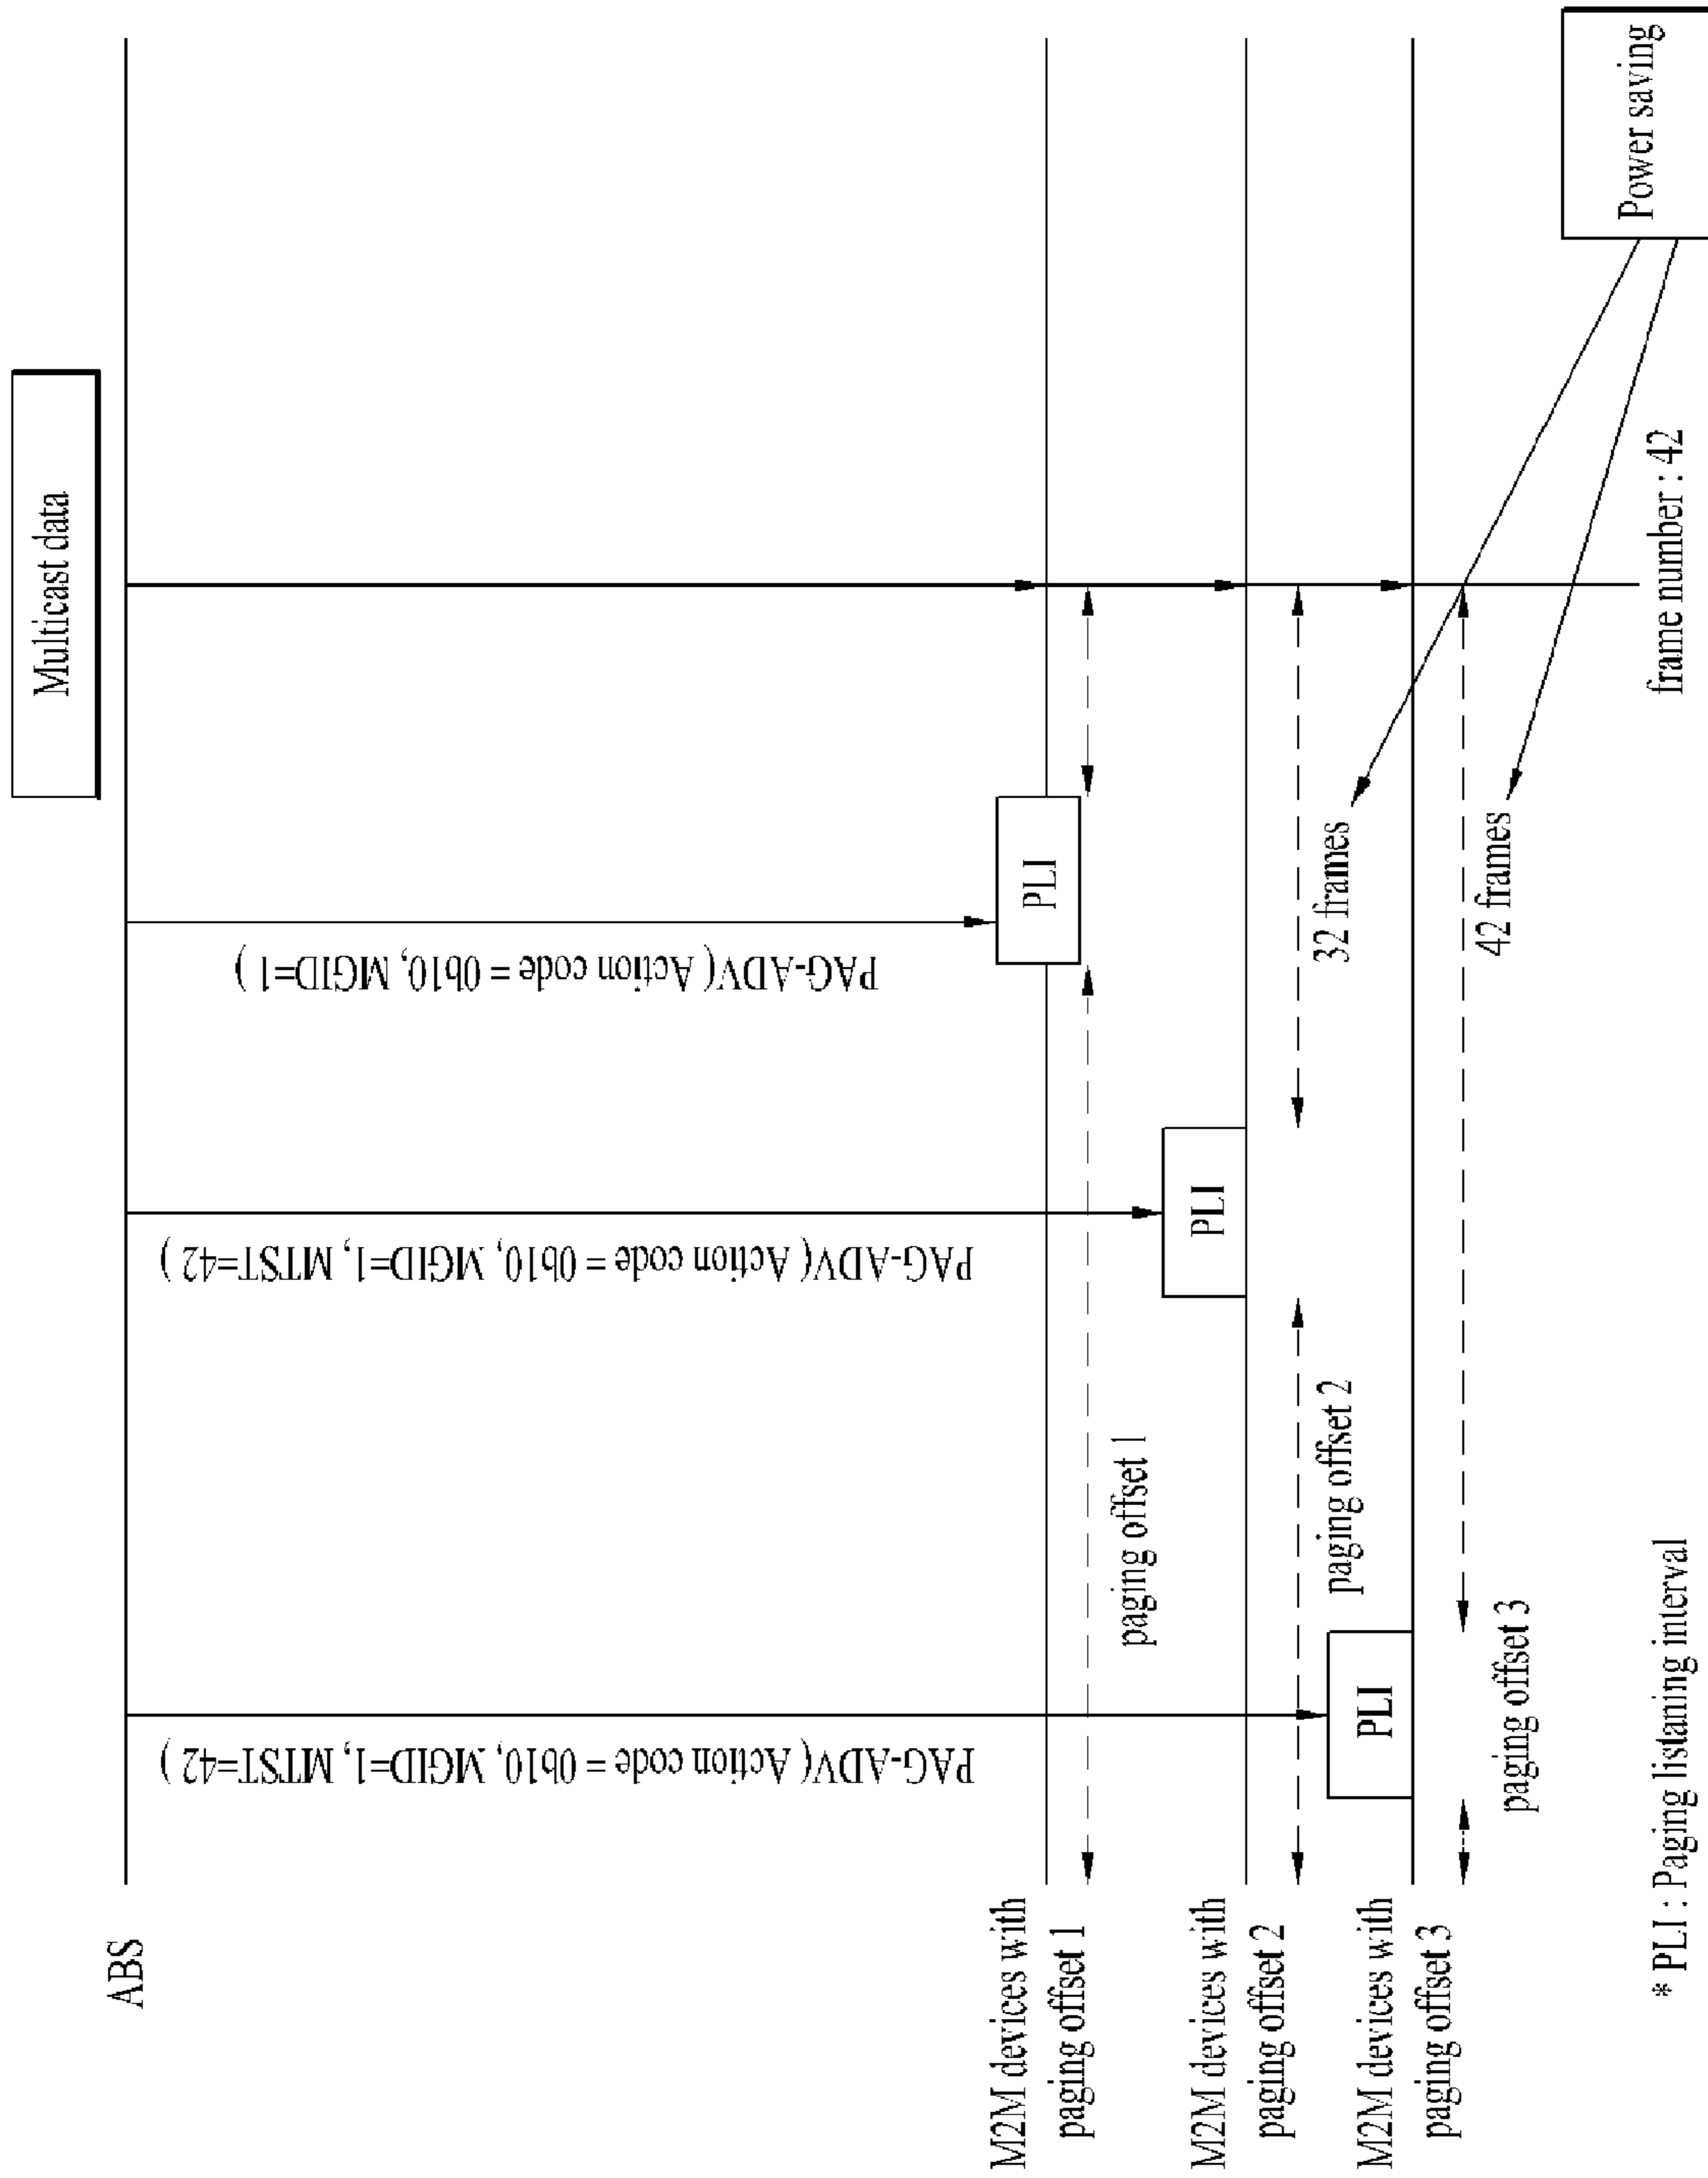 Multicast data
ABS
PAG-ADV ( Action code = 0b10, MGID=1, MTST=42 )
PAG-ADV ( Action code = 0b10, MGID=1, MTST=42 )
PAG-ADV ( Action code = 0b10, MGID=1 )
M2M devices with
paging offset 1
PLI
paging offset 1
M2M devices with
paging offset 2
PLI
paging offset 2
32 frames
M2M devices with
paging offset 3
PLI
paging offset 3
42 frames
Power saving
frame number : 42
* PLI : Paging listaning interval